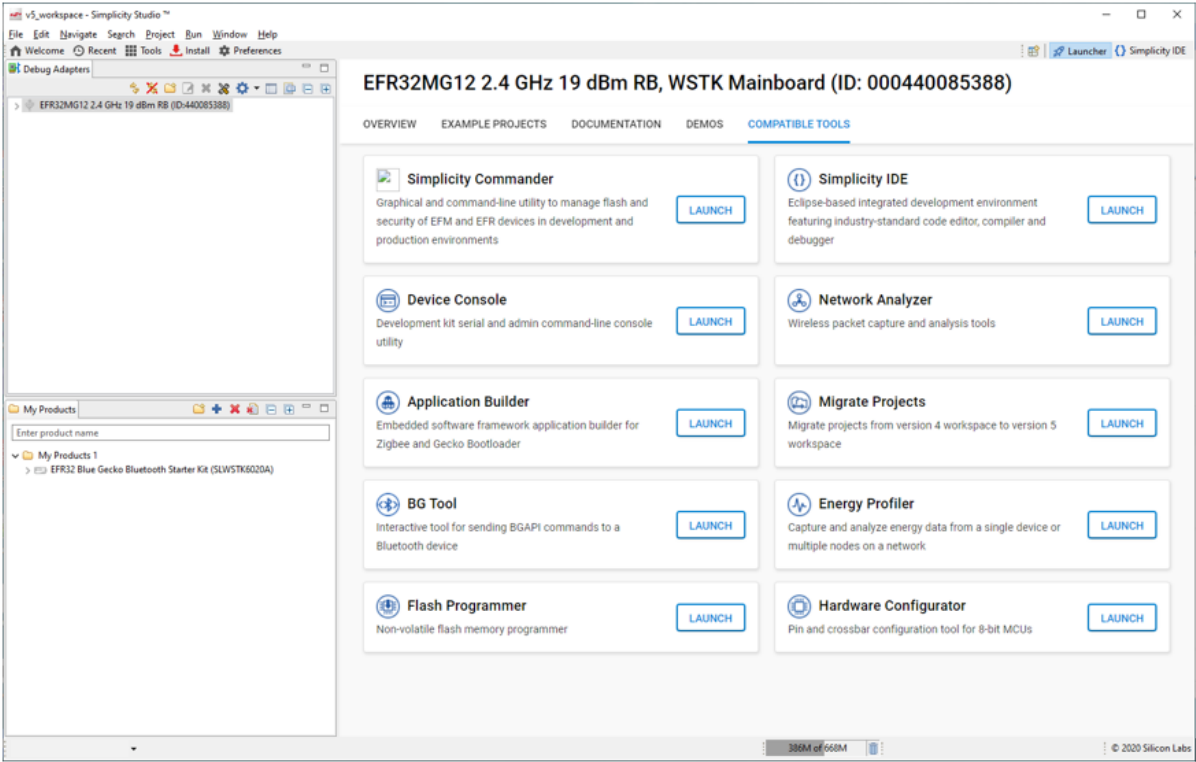 v5_workspace - Simplicity Studio ™
File Edit Navigate Search Project Run Window Help
Welcome Recent Tools Install Preferences
Launcher {} Simplicity IDE
Debug Adapters
EFR32MG12 2.4 GHz 19 dBm RB (ID:440085388)
EFR32MG12 2.4 GHz 19 dBm RB, WSTK Mainboard (ID: 000440085388)
OVERVIEW EXAMPLE PROJECTS DOCUMENTATION DEMOS COMPATIBLE TOOLS
Simplicity Commander
Graphical and command-line utility to manage flash and
security of EFM and EFR devices in development and
production environments
LAUNCH
Simplicity IDE
Eclipse-based integrated development environment
featuring industry-standard code editor, compiler and
debugger
LAUNCH
Device Console
Development kit serial and admin command-line console
utility
LAUNCH
Network Analyzer
Wireless packet capture and analysis tools
LAUNCH
Application Builder
Embedded software framework application builder for
Zigbee and Gecko Bootloader
LAUNCH
Migrate Projects
Migrate projects from version 4 workspace to version 5
workspace
LAUNCH
BG Tool
Interactive tool for sending BGAPI commands to a
Bluetooth device
LAUNCH
Energy Profiler
Capture and analyze energy data from a single device or
multiple nodes on a network
LAUNCH
Flash Programmer
Non-volatile flash memory programmer
LAUNCH
Hardware Configurator
Pin and crossbar configuration tool for 8-bit MCUs
LAUNCH
My Products
Enter product name
My Products 1
EFR32 Blue Gecko Bluetooth Starter Kit (SLWSTK6020A)
386M of 668M
© 2020 Silicon Labs